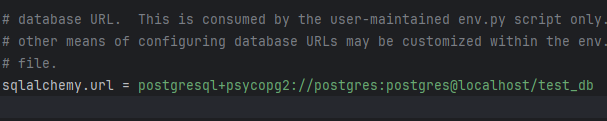 # database URL.  This is consumed by the user-maintained env.py script only.
# other means of configuring database URLs may be customized within the env.
# file.
sqlalchemy.url = postgresql+psycopg2://postgres:postgres@localhost/test_db